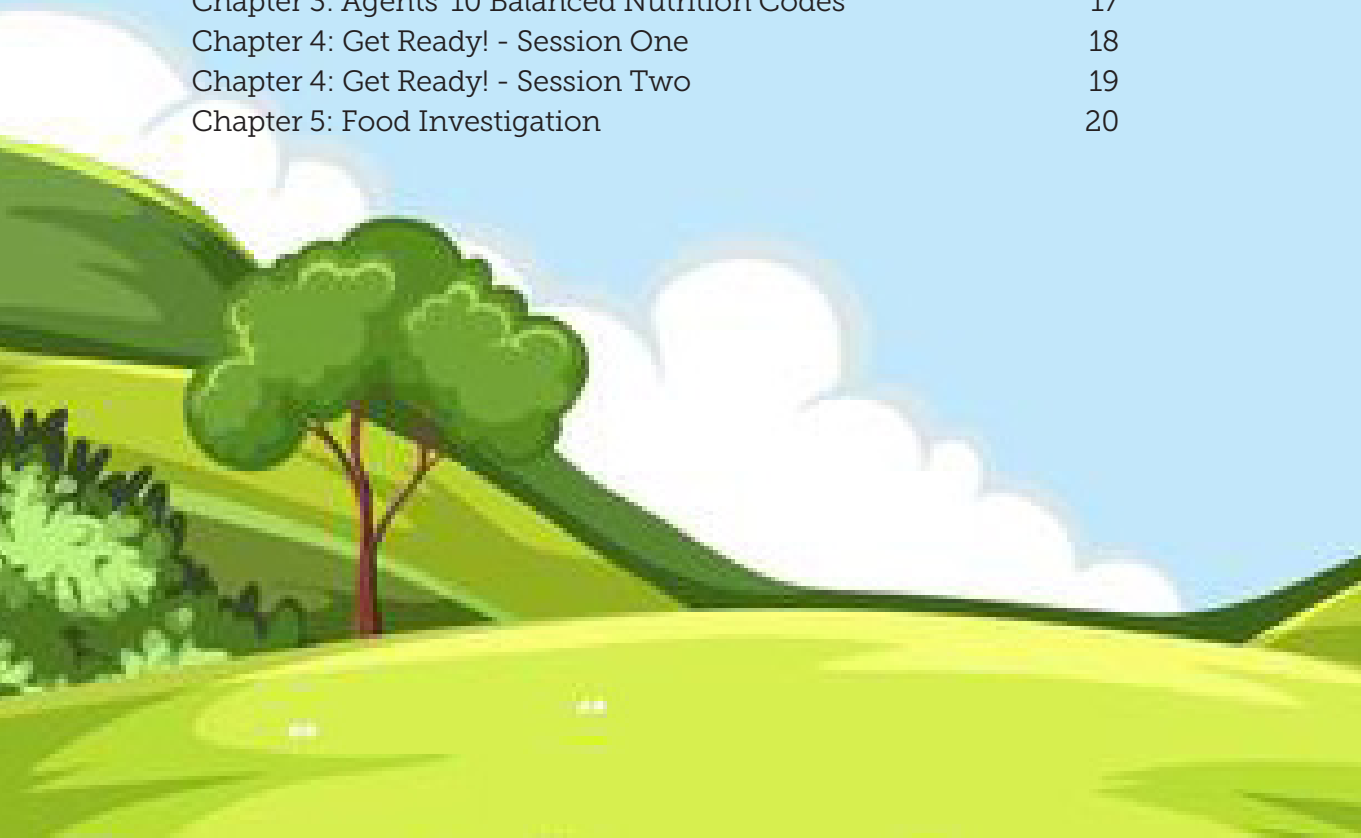 Chapter 3: Agents' 10 Balanced Nutrition Codes 17
Chapter 4: Get Ready! - Session One 18
Chapter 4: Get Ready! - Session Two 19
Chapter 5: Food Investigation 20